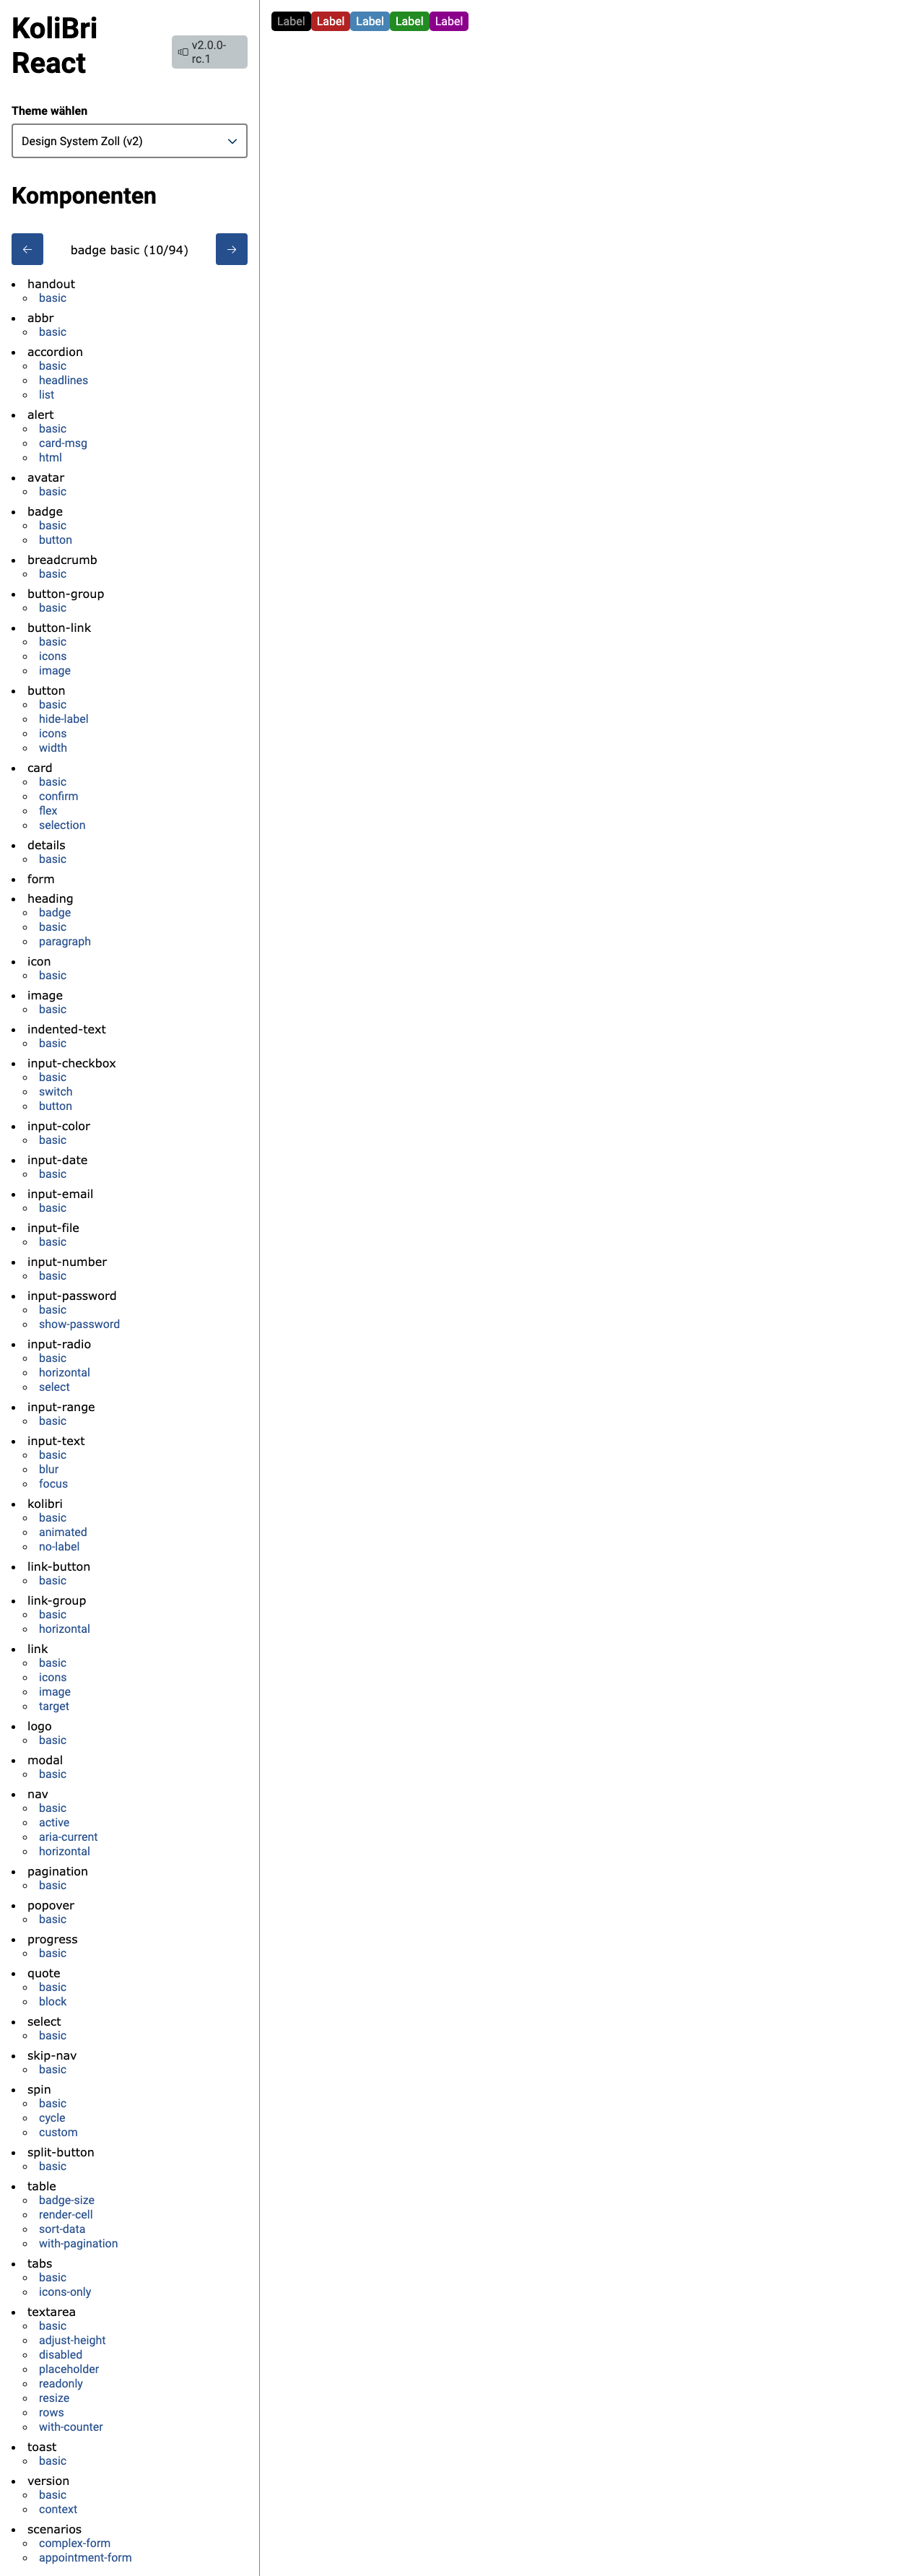 KoliBri
React
v2.0.0-
rc.1
Theme wählen
Design System Zoll (v2)
Komponenten
← badge basic (10/94) →
handout
basic
abbr
basic
accordion
basic
headlines
list
alert
basic
card-msg
html
avatar
basic
badge
basic
button
breadcrumb
basic
button-group
basic
button-link
basic
icons
image
button
basic
hide-label
icons
width
card
basic
confirm
flex
selection
details
basic
form
heading
badge
basic
paragraph
icon
basic
image
basic
indented-text
basic
input-checkbox
basic
switch
button
input-color
basic
input-date
basic
input-email
basic
input-file
basic
input-number
basic
input-password
basic
show-password
input-radio
basic
horizontal
select
input-range
basic
input-text
basic
blur
focus
kolibri
basic
animated
no-label
link-button
basic
link-group
basic
horizontal
link
basic
icons
image
target
logo
basic
modal
basic
nav
basic
active
aria-current
horizontal
pagination
basic
popover
basic
progress
basic
quote
basic
block
select
basic
skip-nav
basic
spin
basic
cycle
custom
split-button
basic
table
badge-size
render-cell
sort-data
with-pagination
tabs
basic
icons-only
textarea
basic
adjust-height
disabled
placeholder
readonly
resize
rows
with-counter
toast
basic
version
basic
context
scenarios
complex-form
appointment-form
Label Label Label Label Label